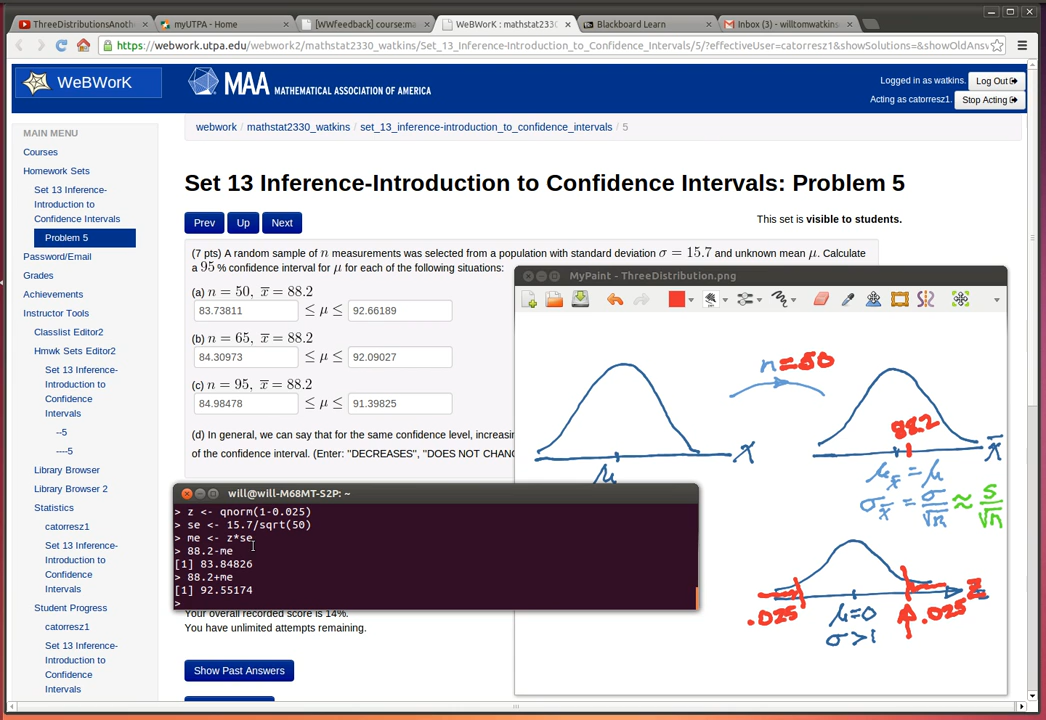 ThreeDistributionsAnoth
myUTPA - Home
[WWfeedback] course:ma
WeBWorK : mathstat2330
Blackboard Learn
Inbox (3) - willtomwatkins
https://webwork.utpa.edu/webwork2/mathstat2330_watkins/Set_13_Inference-Introduction_to_Confidence_Intervals/5/?effectiveUser=catorresz1&showSolutions=&showOldAnsw
WeBWorK
MAA MATHEMATICAL ASSOCIATION OF AMERICA
Logged in as watkins. Log Out
Acting as catorresz1. Stop Acting
MAIN MENU
Courses
Homework Sets
Set 13 Inference-
Introduction to
Confidence Intervals
Problem 5
Password/Email
Grades
Achievements
Instructor Tools
Classlist Editor2
Hmwk Sets Editor2
Set 13 Inference-
Introduction to
Confidence
Intervals
--5
----5
Library Browser
Library Browser 2
Statistics
catorresz1
Set 13 Inference-
Introduction to
Confidence
Intervals
Student Progress
catorresz1
Set 13 Inference-
Introduction to
Confidence
Intervals
webwork / mathstat2330_watkins / set_13_inference-introduction_to_confidence_intervals / 5
Set 13 Inference-Introduction to Confidence Intervals: Problem 5
Prev Up Next
This set is visible to students.
(7 pts) A random sample of n measurements was selected from a population with standard deviation σ = 15.7 and unknown mean μ. Calculate
a 95 % confidence interval for μ for each of the following situations:
(a) n = 50, x̅ = 88.2
83.73811 ≤ μ ≤ 92.66189
(b) n = 65, x̅ = 88.2
84.30973 ≤ μ ≤ 92.09027
(c) n = 95, x̅ = 88.2
84.98478 ≤ μ ≤ 91.39825
(d) In general, we can say that for the same confidence level, increasin
of the confidence interval. (Enter: "DECREASES", "DOES NOT CHANG
will@will-M68MT-S2P: ~
> z <- qnorm(1-0.025)
> se <- 15.7/sqrt(50)
> me <- z*se
> 88.2-me
[1] 83.84826
> 88.2+me
[1] 92.55174
>
Your overall recorded score is 14%.
You have unlimited attempts remaining.
Show Past Answers
MyPaint - ThreeDistribution.png
n =80
μ
x
88.2
x̅
μx̅ = μ
σx̅ = σ/√n ≈ s/√n
.025
.025
z
μ=0
σ>1